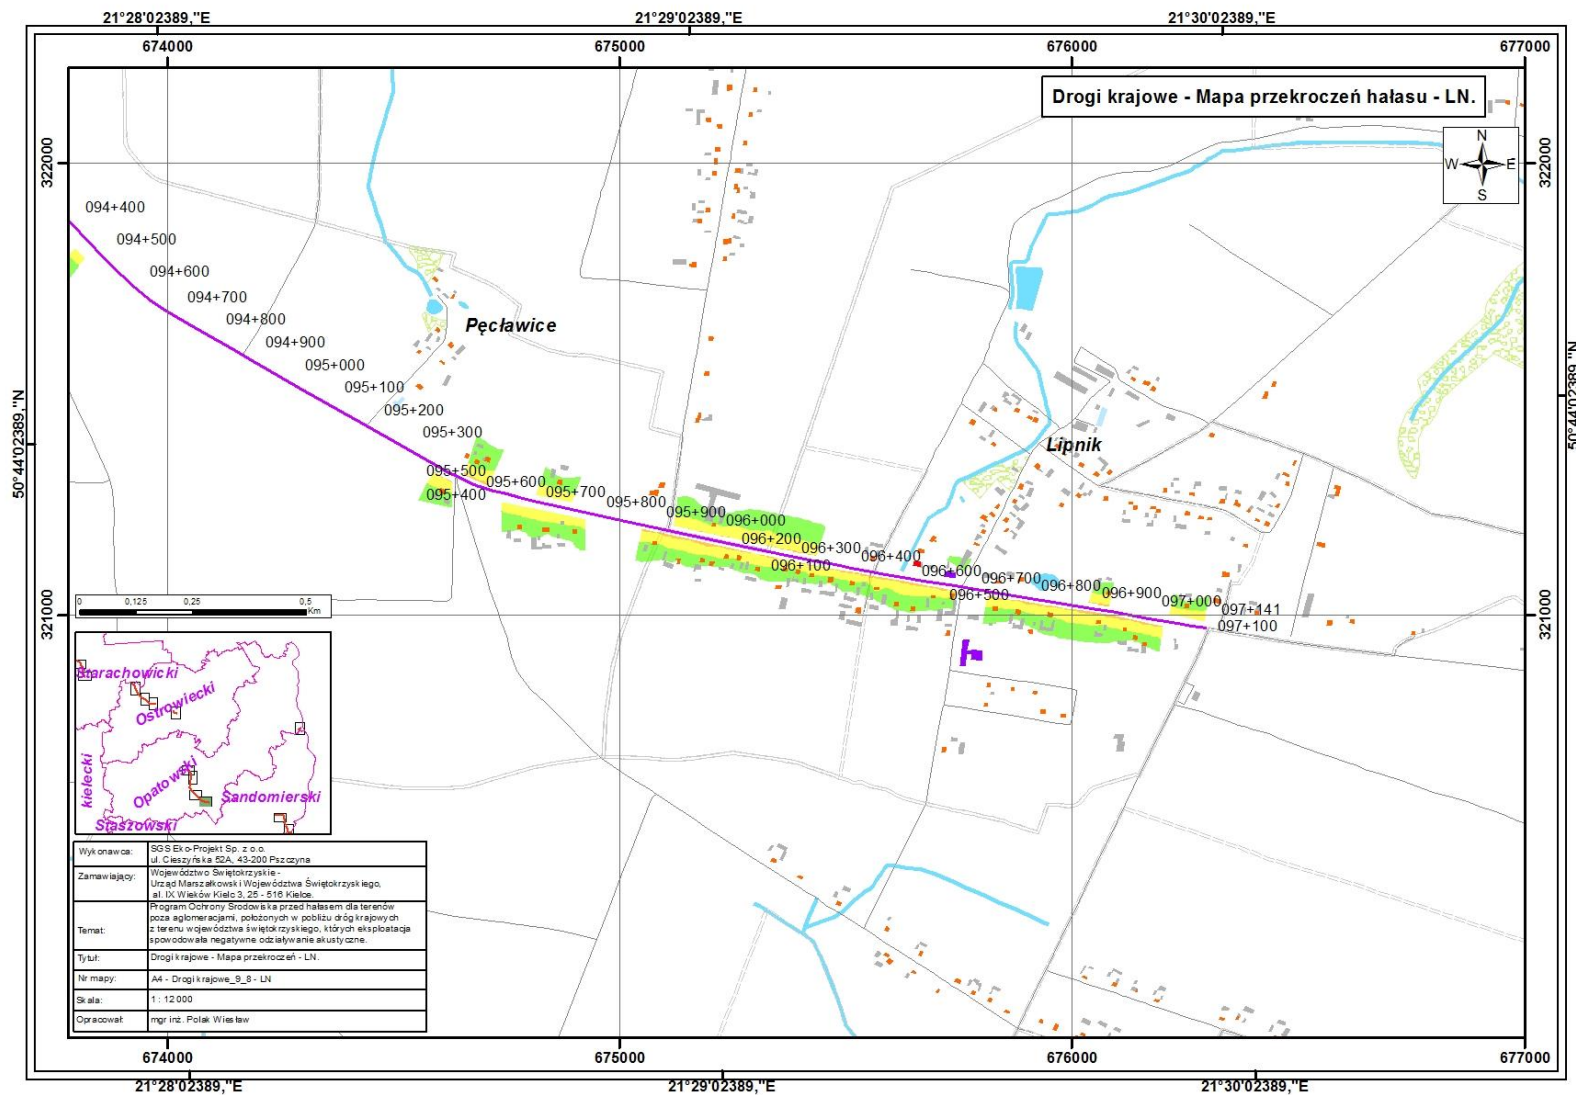 21°28'02389,"E
21°29'02389,"E
21°30'02389,"E
674000
675000
676000
677000
Drogi krajowe - Mapa przekroczeń hałasu - LN.
N
W
E
S
322000
322000
094+400
094+500
094+600
094+700
094+800
094+900
095+000
095+100
095+200
095+300
095+500
095+400
095+600
095+700
095+800
095+900
096+000
096+200
096+100
096+300
096+400
096+600
096+500
096+700
096+800
096+900
097+000
097+141
097+100
Pęcławice
Lipnik
50°44'02389,"N
50°44'02389,"N
321000
321000
0
0,125
0,25
0,5
Km
Starachowicki
Ostrowiecki
kielecki
Opatowski
Sandomierski
Staszowski
Wykonawca:
SGS Eko-Projekt Sp. z o.o.
ul. Cieszyńska 52A, 43-200 Pszczyna
Zamawiający:
Województwo Świętokrzyskie -
Urząd Marszałkowski Województwa Świętokrzyskiego,
al. IX Wieków Kielc 3, 25 - 516 Kielce.
Temat:
Program Ochrony Środowiska przed hałasem dla terenów
poza aglomeracjami, położonych w pobliżu dróg krajowych
z terenu województwa świętokrzyskiego, których eksploatacja
spowodowała negatywne odziaływanie akustyczne.
Tytuł:
Drogi krajowe - Mapa przekroczeń - LN.
Nr mapy:
A4 - Drogi krajowe_9_8 - LN
Skala:
1 : 12 000
Opracował:
mgr inż. Polak Wiesław
674000
675000
676000
677000
21°28'02389,"E
21°29'02389,"E
21°30'02389,"E